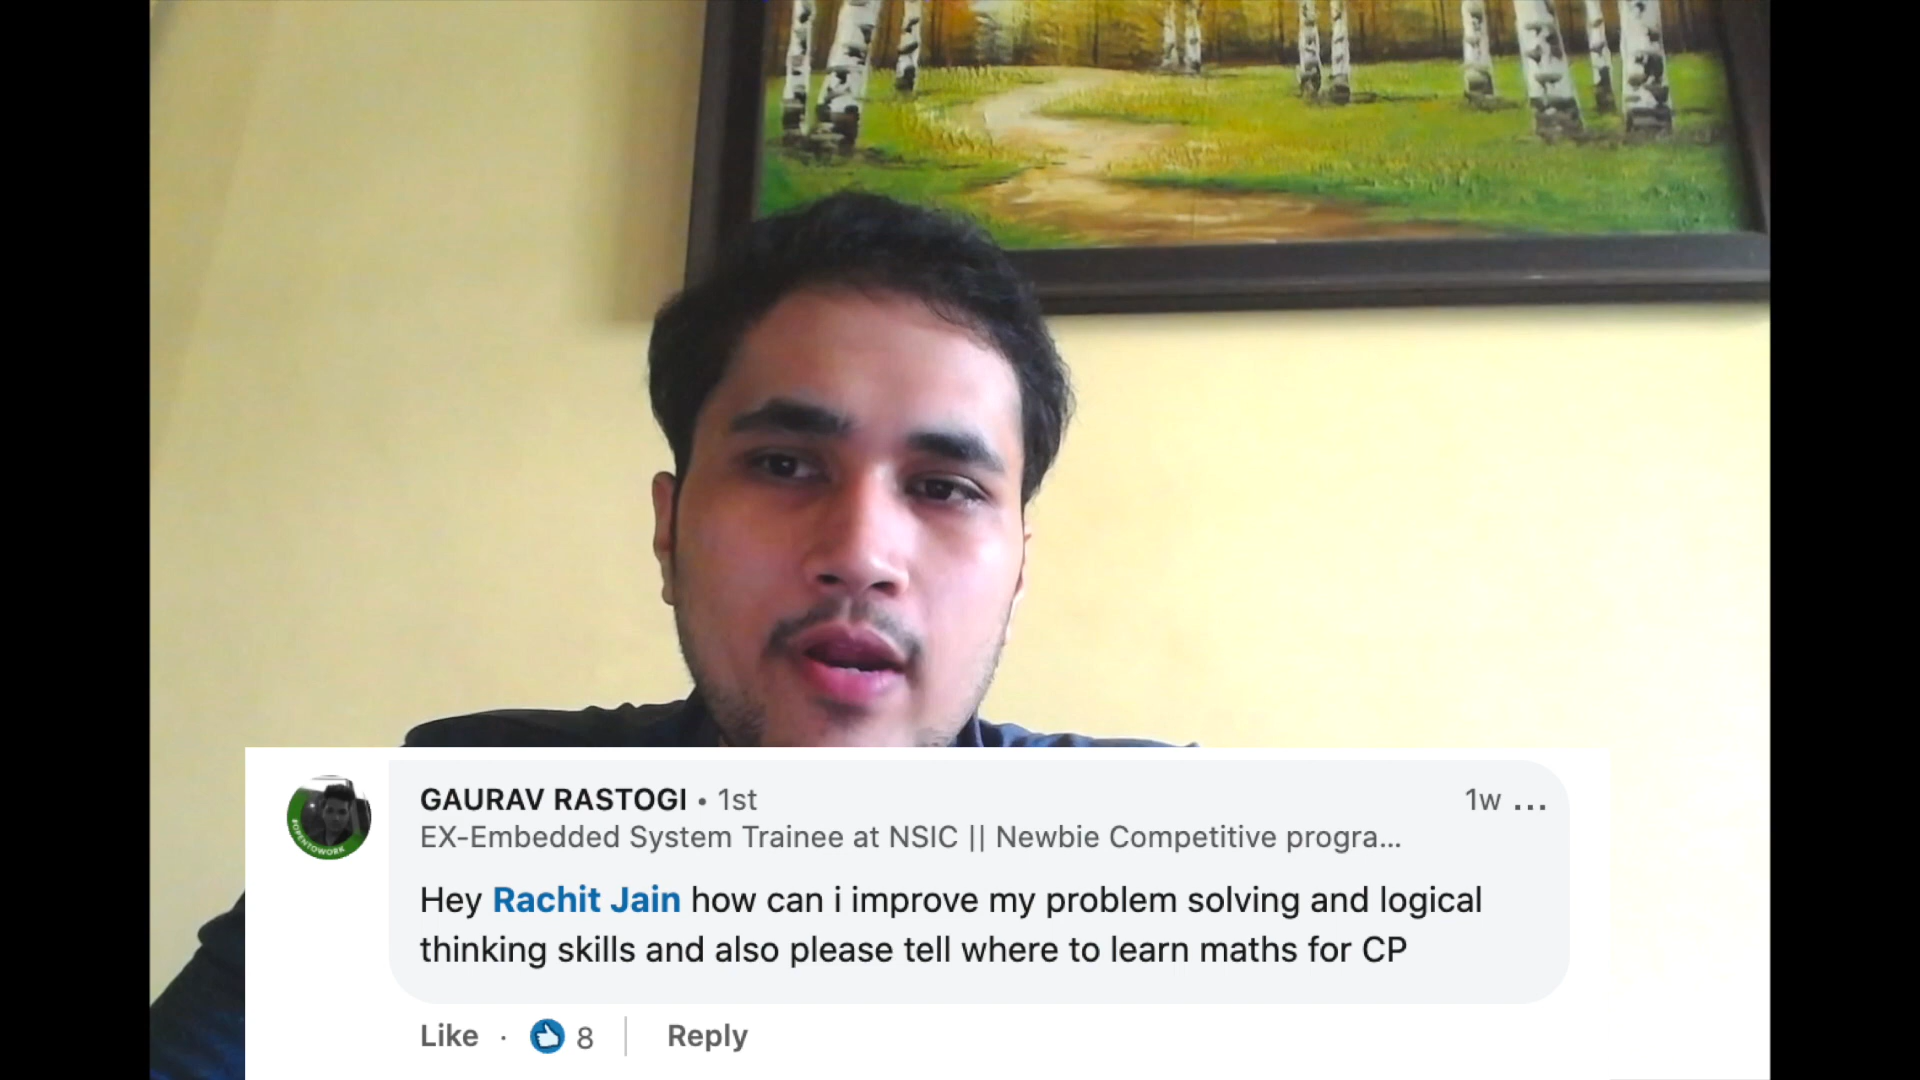 GAURAV RASTOGI • 1st
1w ...
EX-Embedded System Trainee at NSIC || Newbie Competitive progra...
Hey Rachit Jain how can i improve my problem solving and logical
thinking skills and also please tell where to learn maths for CP
#OPENTOWORK
Like · 8 | Reply